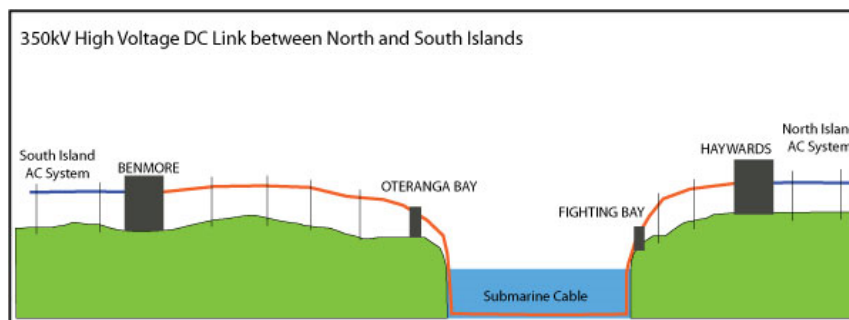 350kV High Voltage DC Link between North and South Islands
South Island
AC System
BENMORE
OTERANGA BAY
FIGHTING BAY
HAYWARDS
North Islan
AC System
Submarine Cable